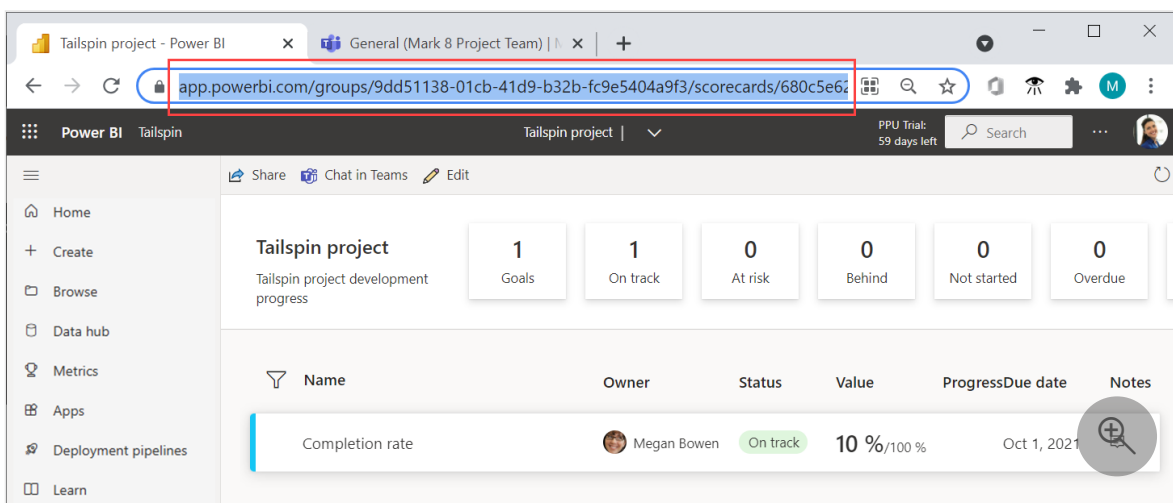 Tailspin project - Power BI
General (Mark 8 Project Team) |
app.powerbi.com/groups/9dd51138-01cb-41d9-b32b-fc9e5404a9f3/scorecards/680c5e62
M
Power BI Tailspin
Tailspin project |
PPU Trial:
59 days left
Search
Share
Chat in Teams
Edit
Home
Create
Browse
Data hub
Metrics
Apps
Deployment pipelines
Learn
Tailspin project
Tailspin project development
progress
1
Goals
1
On track
0
At risk
0
Behind
0
Not started
0
Overdue
Name Owner Status Value ProgressDue date Notes
Completion rate Megan Bowen On track 10 %/100 % Oct 1, 2021